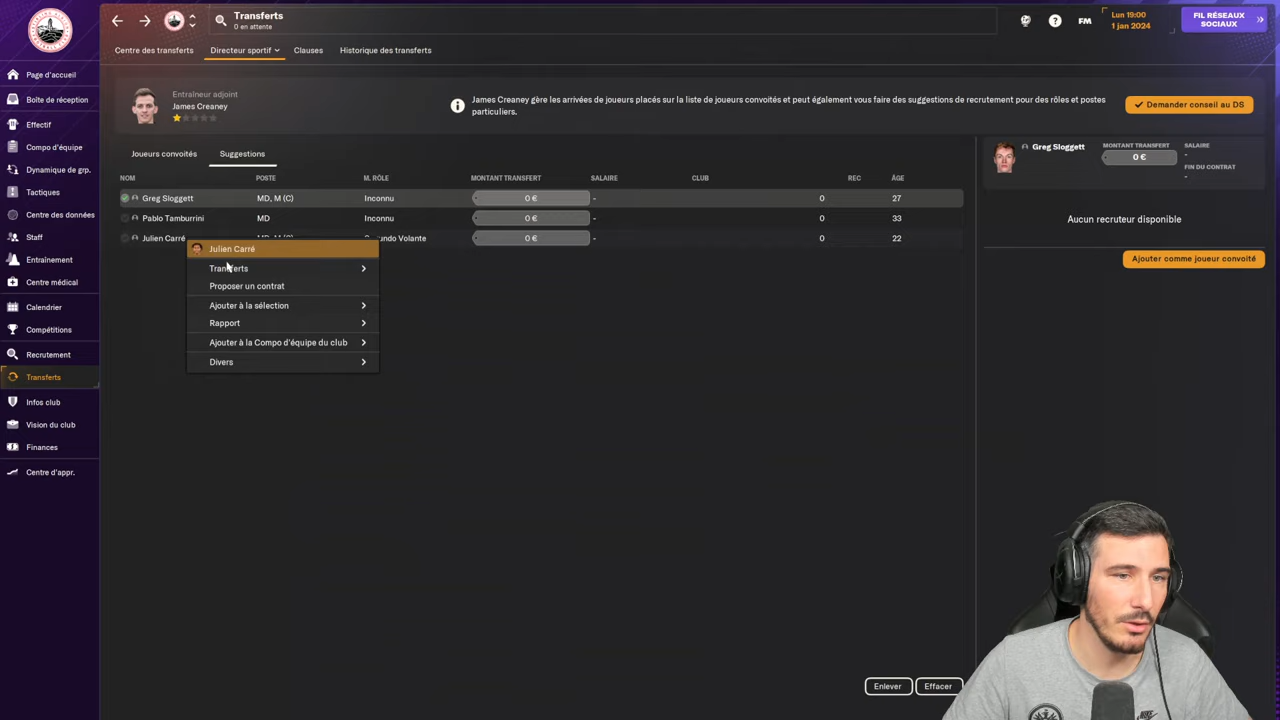 Transferts
0 en attente
FM
Lun 19:00
1 jan 2024
FIL RÉSEAUX
SOCIAUX
Centre des transferts
Directeur sportif
Clauses
Historique des transferts
Page d'accueil
Boîte de réception
Effectif
Compo d'équipe
Dynamique de grp.
Tactiques
Centre des données
Staff
Entraînement
Centre médical
Calendrier
Compétitions
Recrutement
Transferts
Infos club
Vision du club
Finances
Centre d'appr.
Entraîneur adjoint
James Creaney
James Creaney gère les arrivées de joueurs placés sur la liste de joueurs convoités et peut également vous faire des suggestions de recrutement pour des rôles et postes
particuliers.
Demander conseil au DS
Joueurs convoités
Suggestions
NOM POSTE M. RÔLE MONTANT TRANSFERT SALAIRE CLUB REC ÂGE
Greg Sloggett MD, M (C) Inconnu 0 € - 0 27
Pablo Tamburrini MD Inconnu 0 € - 0 33
Julien Carré Volante 0 € - 0 22
Julien Carré
Transferts
Proposer un contrat
Ajouter à la sélection
Rapport
Ajouter à la Compo d'équipe du club
Divers
Greg Sloggett
MONTANT TRANSFERT
0 €
SALAIRE
-
FIN DU CONTRAT
-
Aucun recruteur disponible
Ajouter comme joueur convoité
Enlever
Effacer